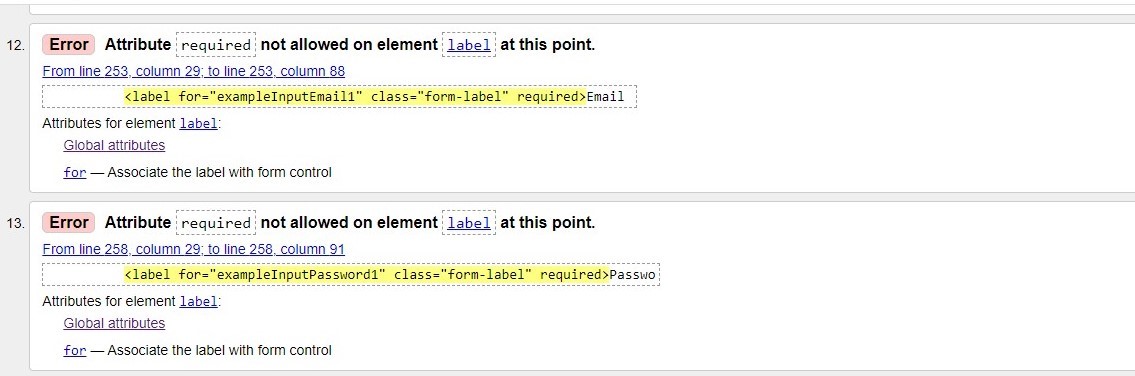 12. Error Attribute required not allowed on element label at this point.
From line 253, column 29; to line 253, column 88
<label for="exampleInputEmail1" class="form-label" required>Email
Attributes for element label:
Global attributes
for — Associate the label with form control
13. Error Attribute required not allowed on element label at this point.
From line 258, column 29; to line 258, column 91
<label for="exampleInputPassword1" class="form-label" required>Passwo
Attributes for element label:
Global attributes
for — Associate the label with form control